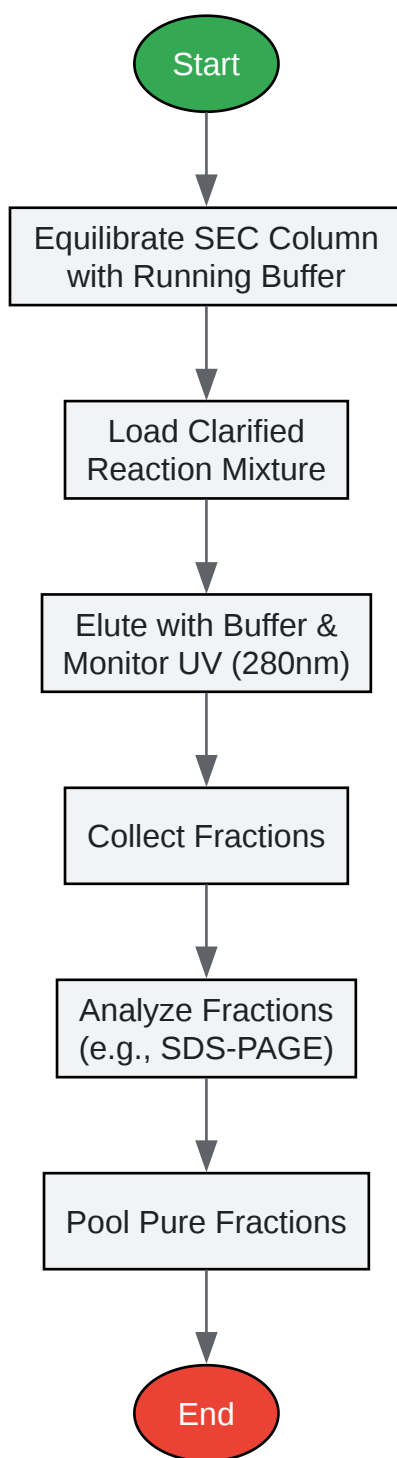 Start
Equilibrate SEC Column
with Running Buffer
Load Clarified
Reaction Mixture
Elute with Buffer &
Monitor UV (280nm)
Collect Fractions
Analyze Fractions
(e.g., SDS-PAGE)
Pool Pure Fractions
End